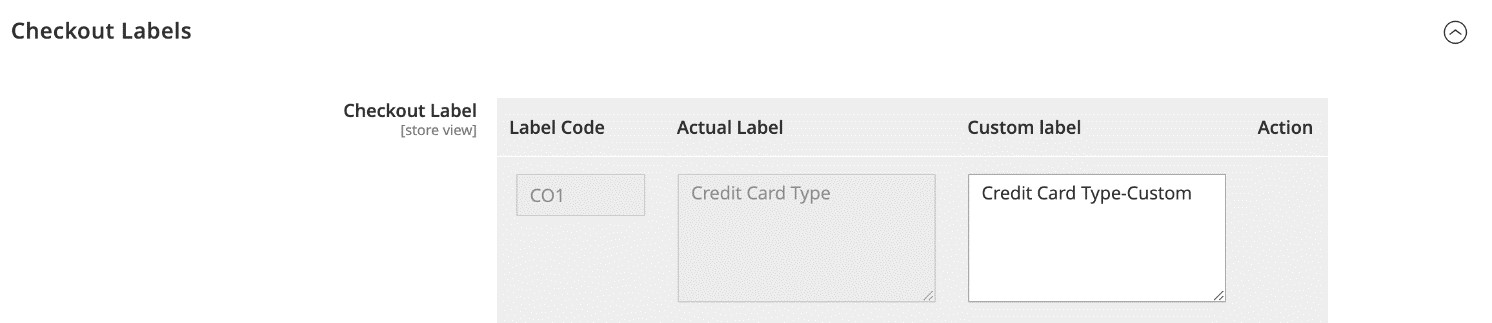 Checkout Labels
Checkout Label
[store view]
Label Code Actual Label Custom label Action
CO1 Credit Card Type Credit Card Type-Custom